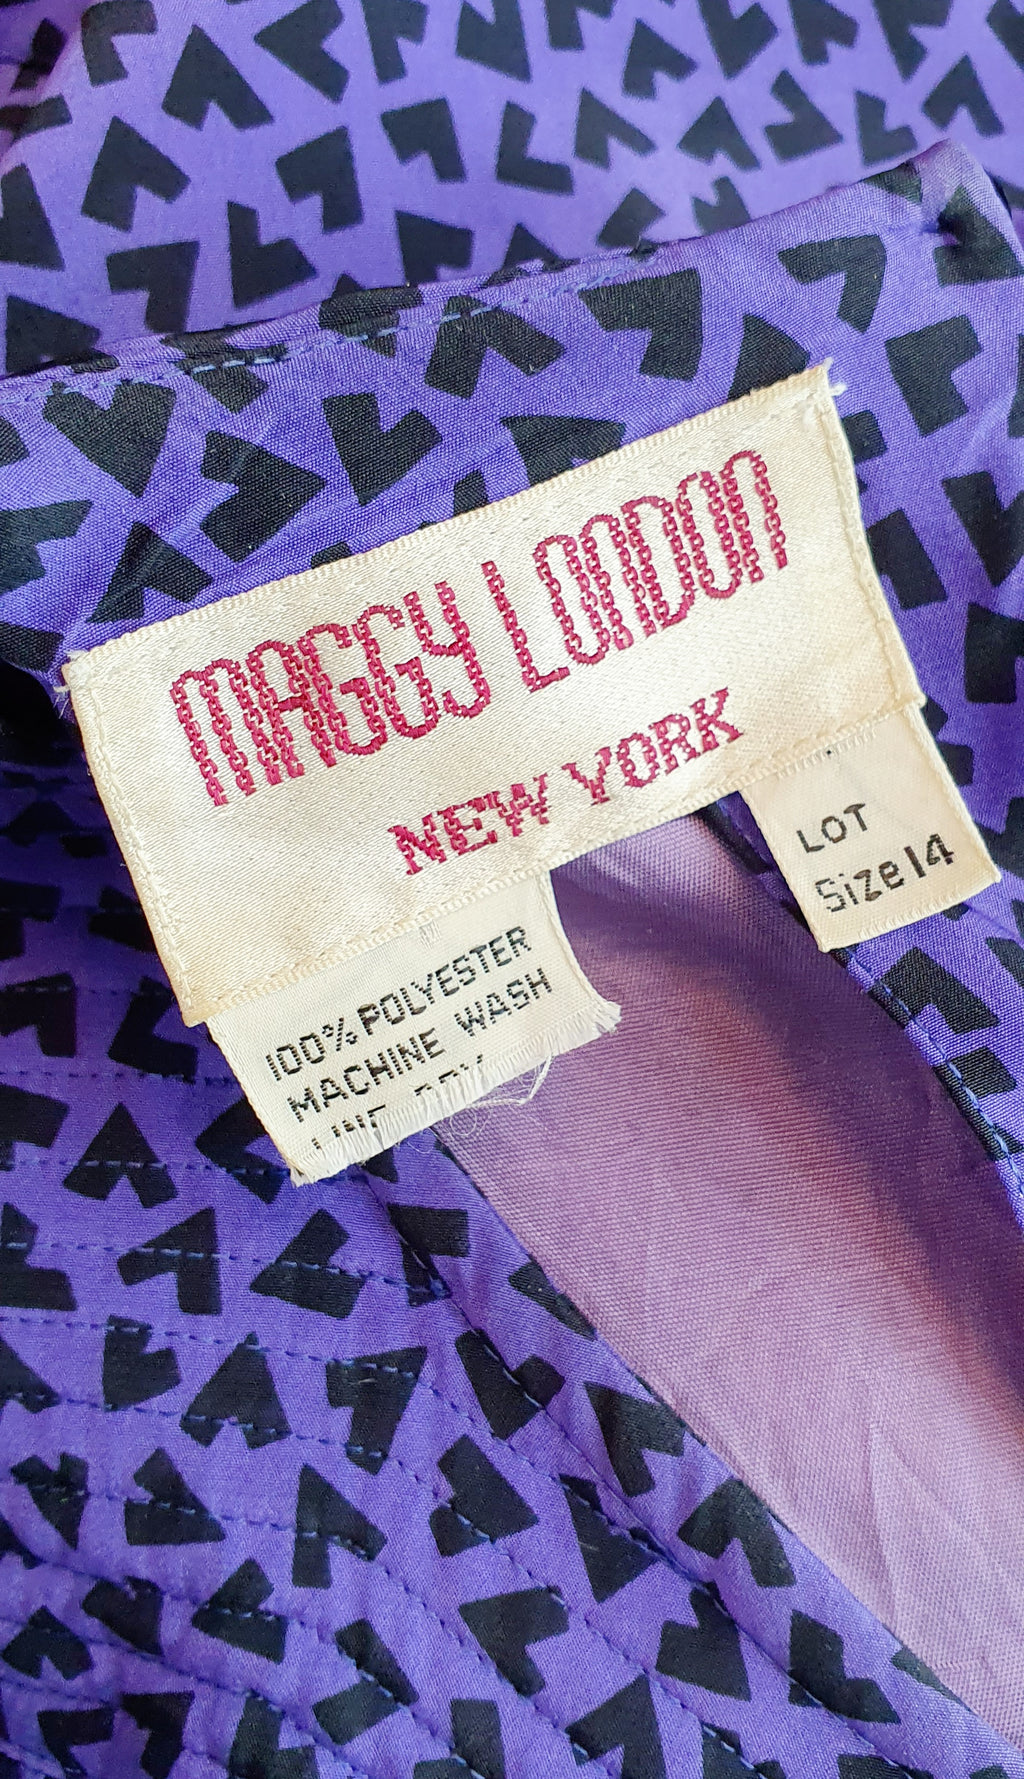 MAGGY LONDON
NEW YORK
LOT
Size 14
100% POLYESTER
MACHINE WASH